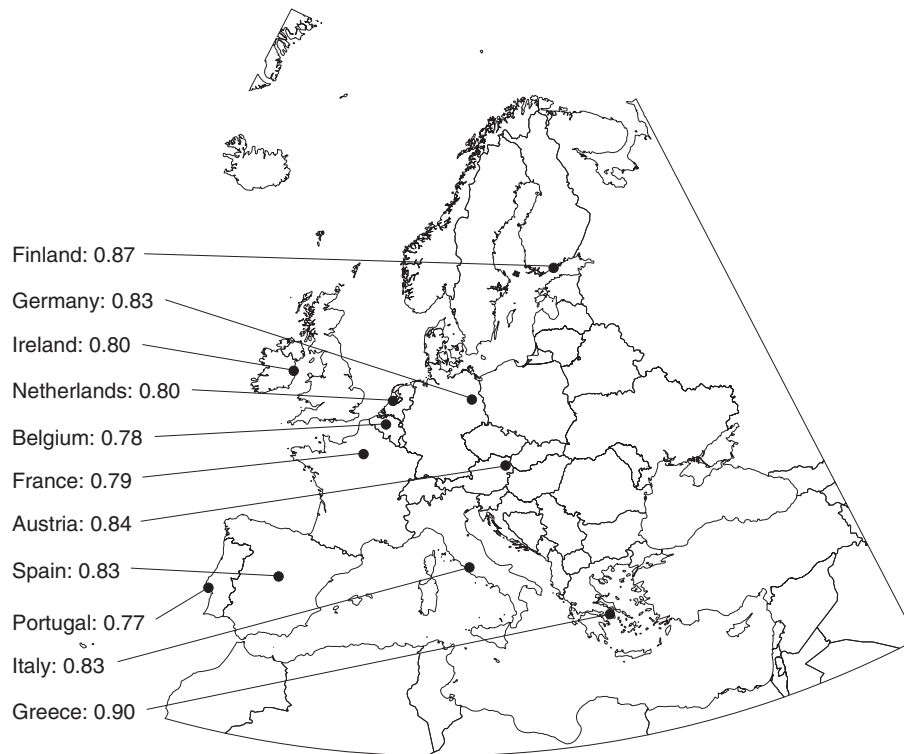 Finland: 0.87
Germany: 0.83
Ireland: 0.80
Netherlands: 0.80
Belgium: 0.78
France: 0.79
Austria: 0.84
Spain: 0.83
Portugal: 0.77
Italy: 0.83
Greece: 0.90